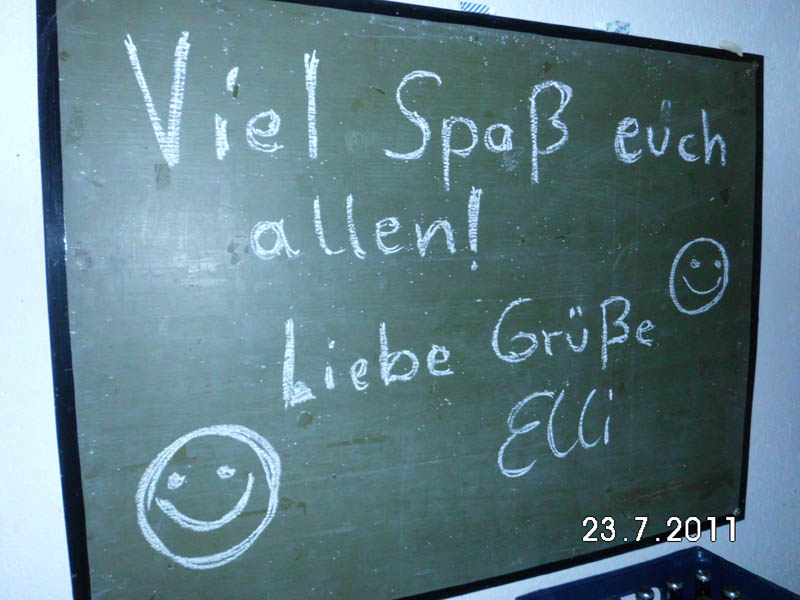 Viel Spaß euch
allen!
Liebe Grüße
Elli
23.7.2011